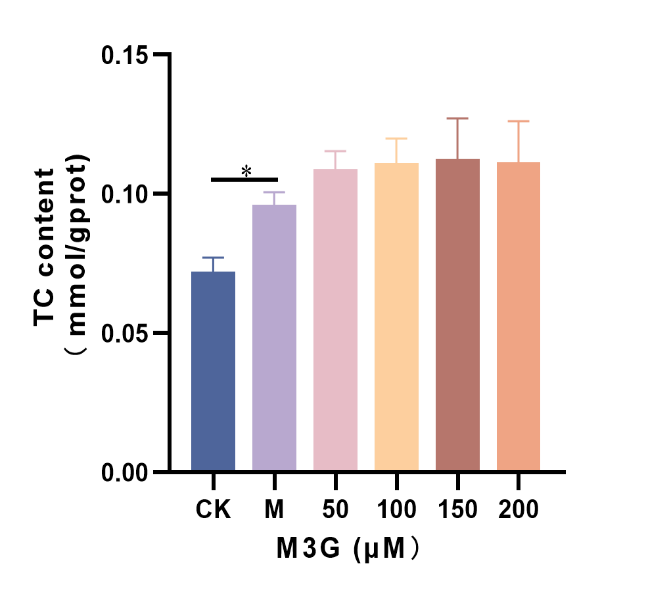 0.15
0.10
0.05
0.00
TC content
（mmol/gprot)
*
CK M 50 100 150 200
M3G (μM）